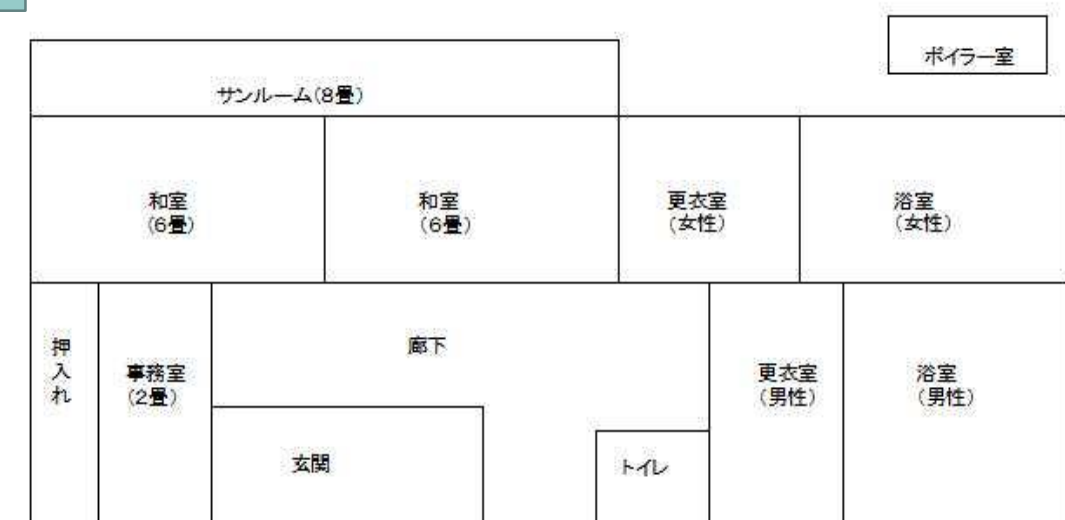 ボイラー室
サンルーム(8畳)
和室
(6畳)
和室
(6畳)
更衣室
(女性)
浴室
(女性)
押入れ
事務室
(2畳)
廊下
更衣室
(男性)
浴室
(男性)
玄関
トイレ